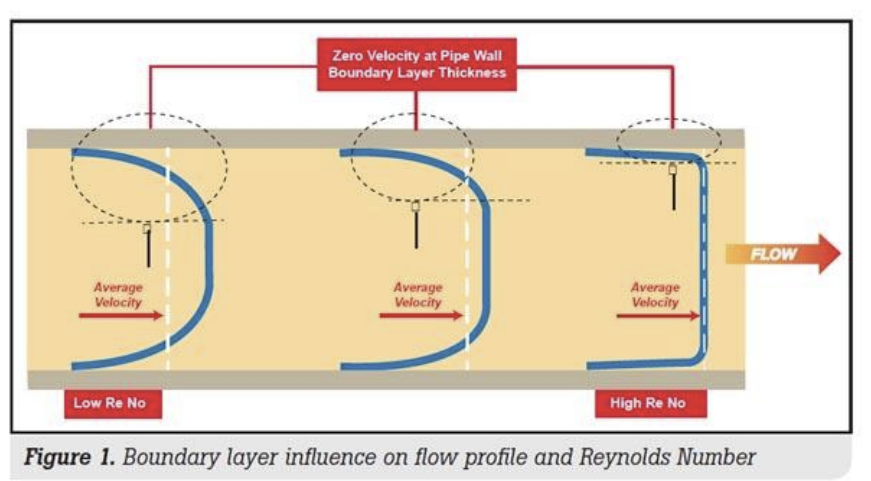 Zero Velocity at Pipe Wall
Boundary Layer Thickness
Average
Velocity
Average
Velocity
Average
Velocity
FLOW
Low Re No
High Re No
Figure 1. Boundary layer influence on flow profile and Reynolds Number